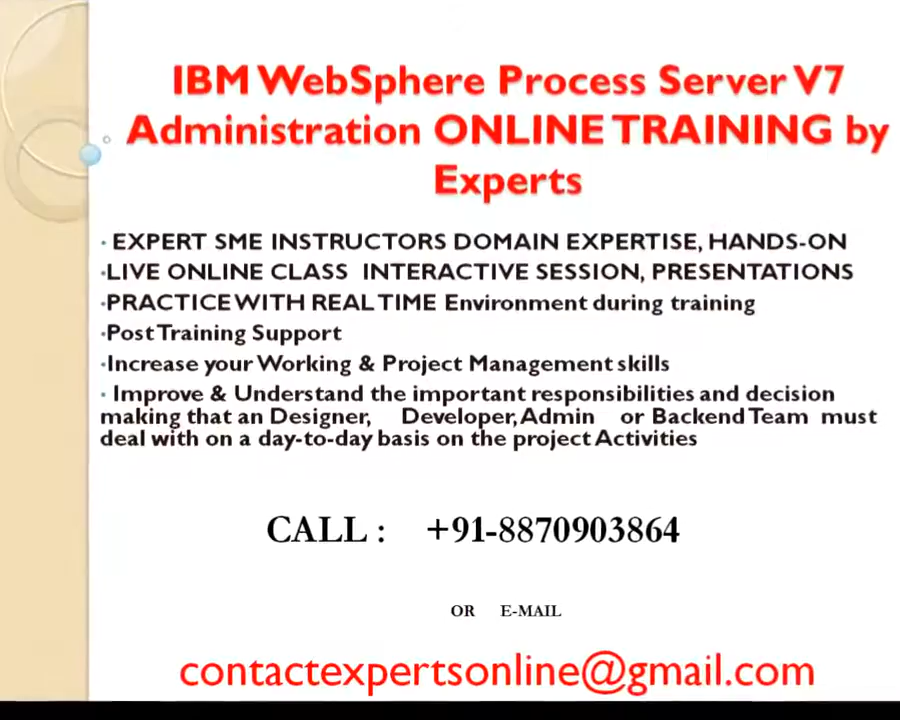 IBM WebSphere Process Server V7
Administration ONLINE TRAINING by
Experts
• EXPERT SME INSTRUCTORS DOMAIN EXPERTISE, HANDS-ON
•LIVE ONLINE CLASS INTERACTIVE SESSION, PRESENTATIONS
•PRACTICE WITH REAL TIME Environment during training
•Post Training Support
•Increase your Working & Project Management skills
• Improve & Understand the important responsibilities and decision
making that an Designer, Developer, Admin or Backend Team must
deal with on a day-to-day basis on the project Activities
CALL : +91-8870903864
OR E-MAIL
contactexpertsonline@gmail.com